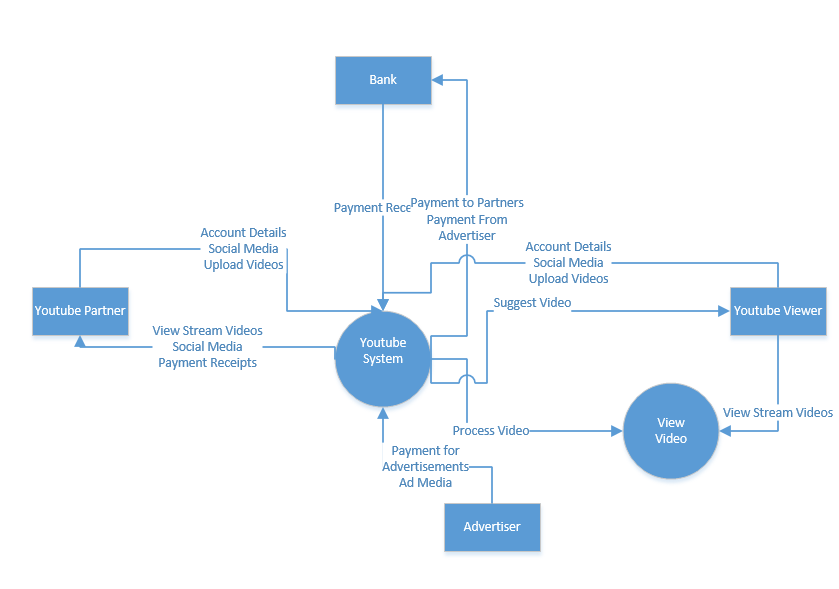 Bank
Payment Rece
Payment to Partners
Payment From
Advertiser
Account Details
Social Media
Upload Videos
Account Details
Social Media
Upload Videos
Youtube Partner
Suggest Video
Youtube Viewer
View Stream Videos
Social Media
Payment Receipts
Youtube
System
View Stream Videos
View
Video
Process Video
Payment for
Advertisements
Ad Media
Advertiser